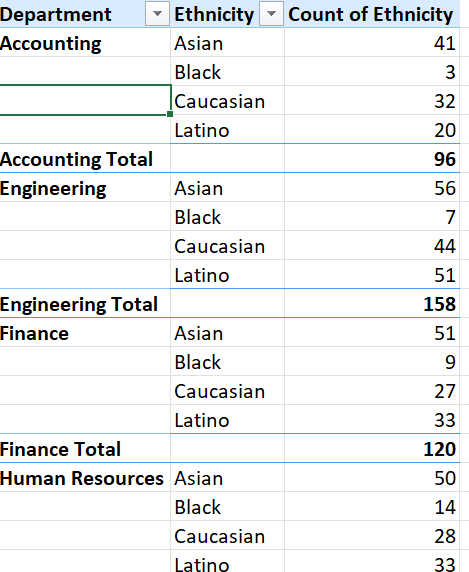 Department Ethnicity Count of Ethnicity
Accounting Asian 41
Black 3
Caucasian 32
Latino 20
Accounting Total 96
Engineering Asian 56
Black 7
Caucasian 44
Latino 51
Engineering Total 158
Finance Asian 51
Black 9
Caucasian 27
Latino 33
Finance Total 120
Human Resources Asian 50
Black 14
Caucasian 28
Latino 33